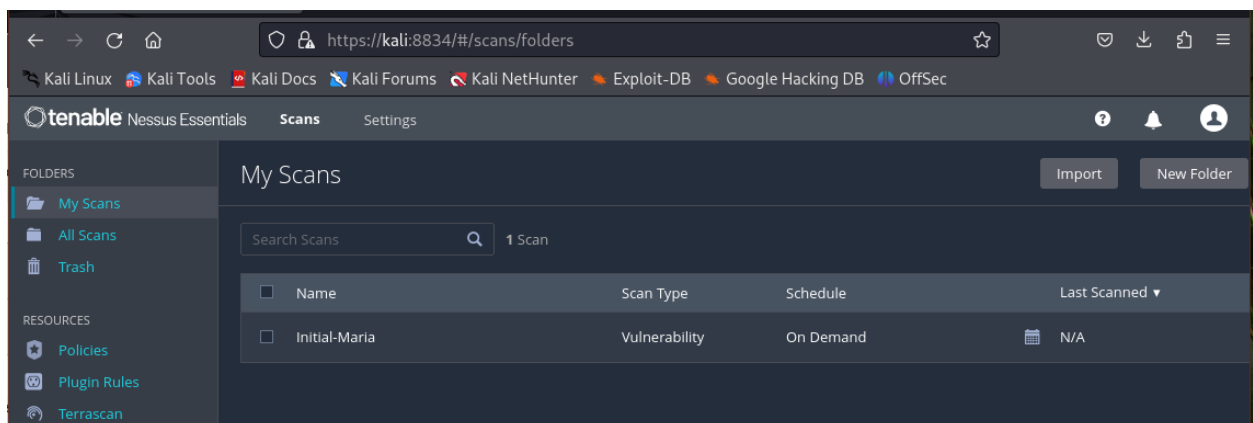 https://kali:8834/#/scans/folders
Kali Linux Kali Tools Kali Docs Kali Forums Kali NetHunter Exploit-DB Google Hacking DB OffSec
tenable Nessus Essentials Scans Settings
FOLDERS
My Scans
All Scans
Trash
RESOURCES
Policies
Plugin Rules
Terrascan
My Scans
Import New Folder
Search Scans 1 Scan
Name Scan Type Schedule Last Scanned ▼
Initial-Maria Vulnerability On Demand N/A